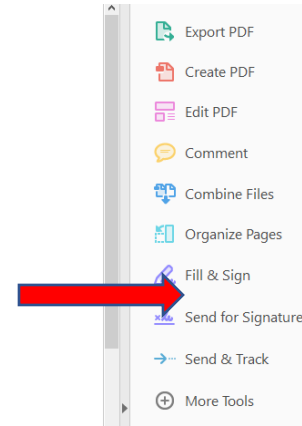 Export PDF
Create PDF
Edit PDF
Comment
Combine Files
Organize Pages
Fill & Sign
Send for Signature
Send & Track
More Tools